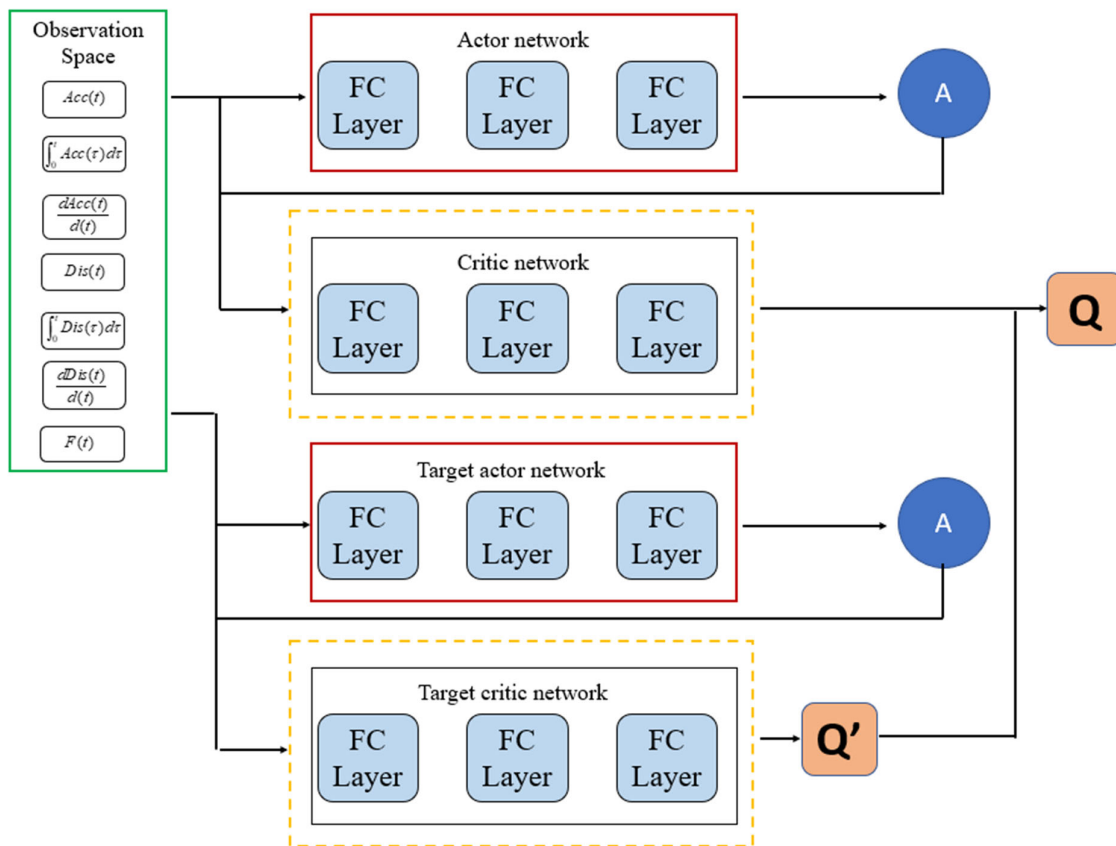 Observation
Space
Acc(t)
∫₀ᵗ Acc(τ)dτ
dAcc(t)
d(t)
Dis(t)
∫₀ᵗ Dis(τ)dτ
dDis(t)
d(t)
F(t)
Actor network
FC FC FC
Layer Layer Layer
A
Critic network
FC FC FC
Layer Layer Layer
Q
Target actor network
FC FC FC
Layer Layer Layer
A
Target critic network
FC FC FC
Layer Layer Layer
Q’